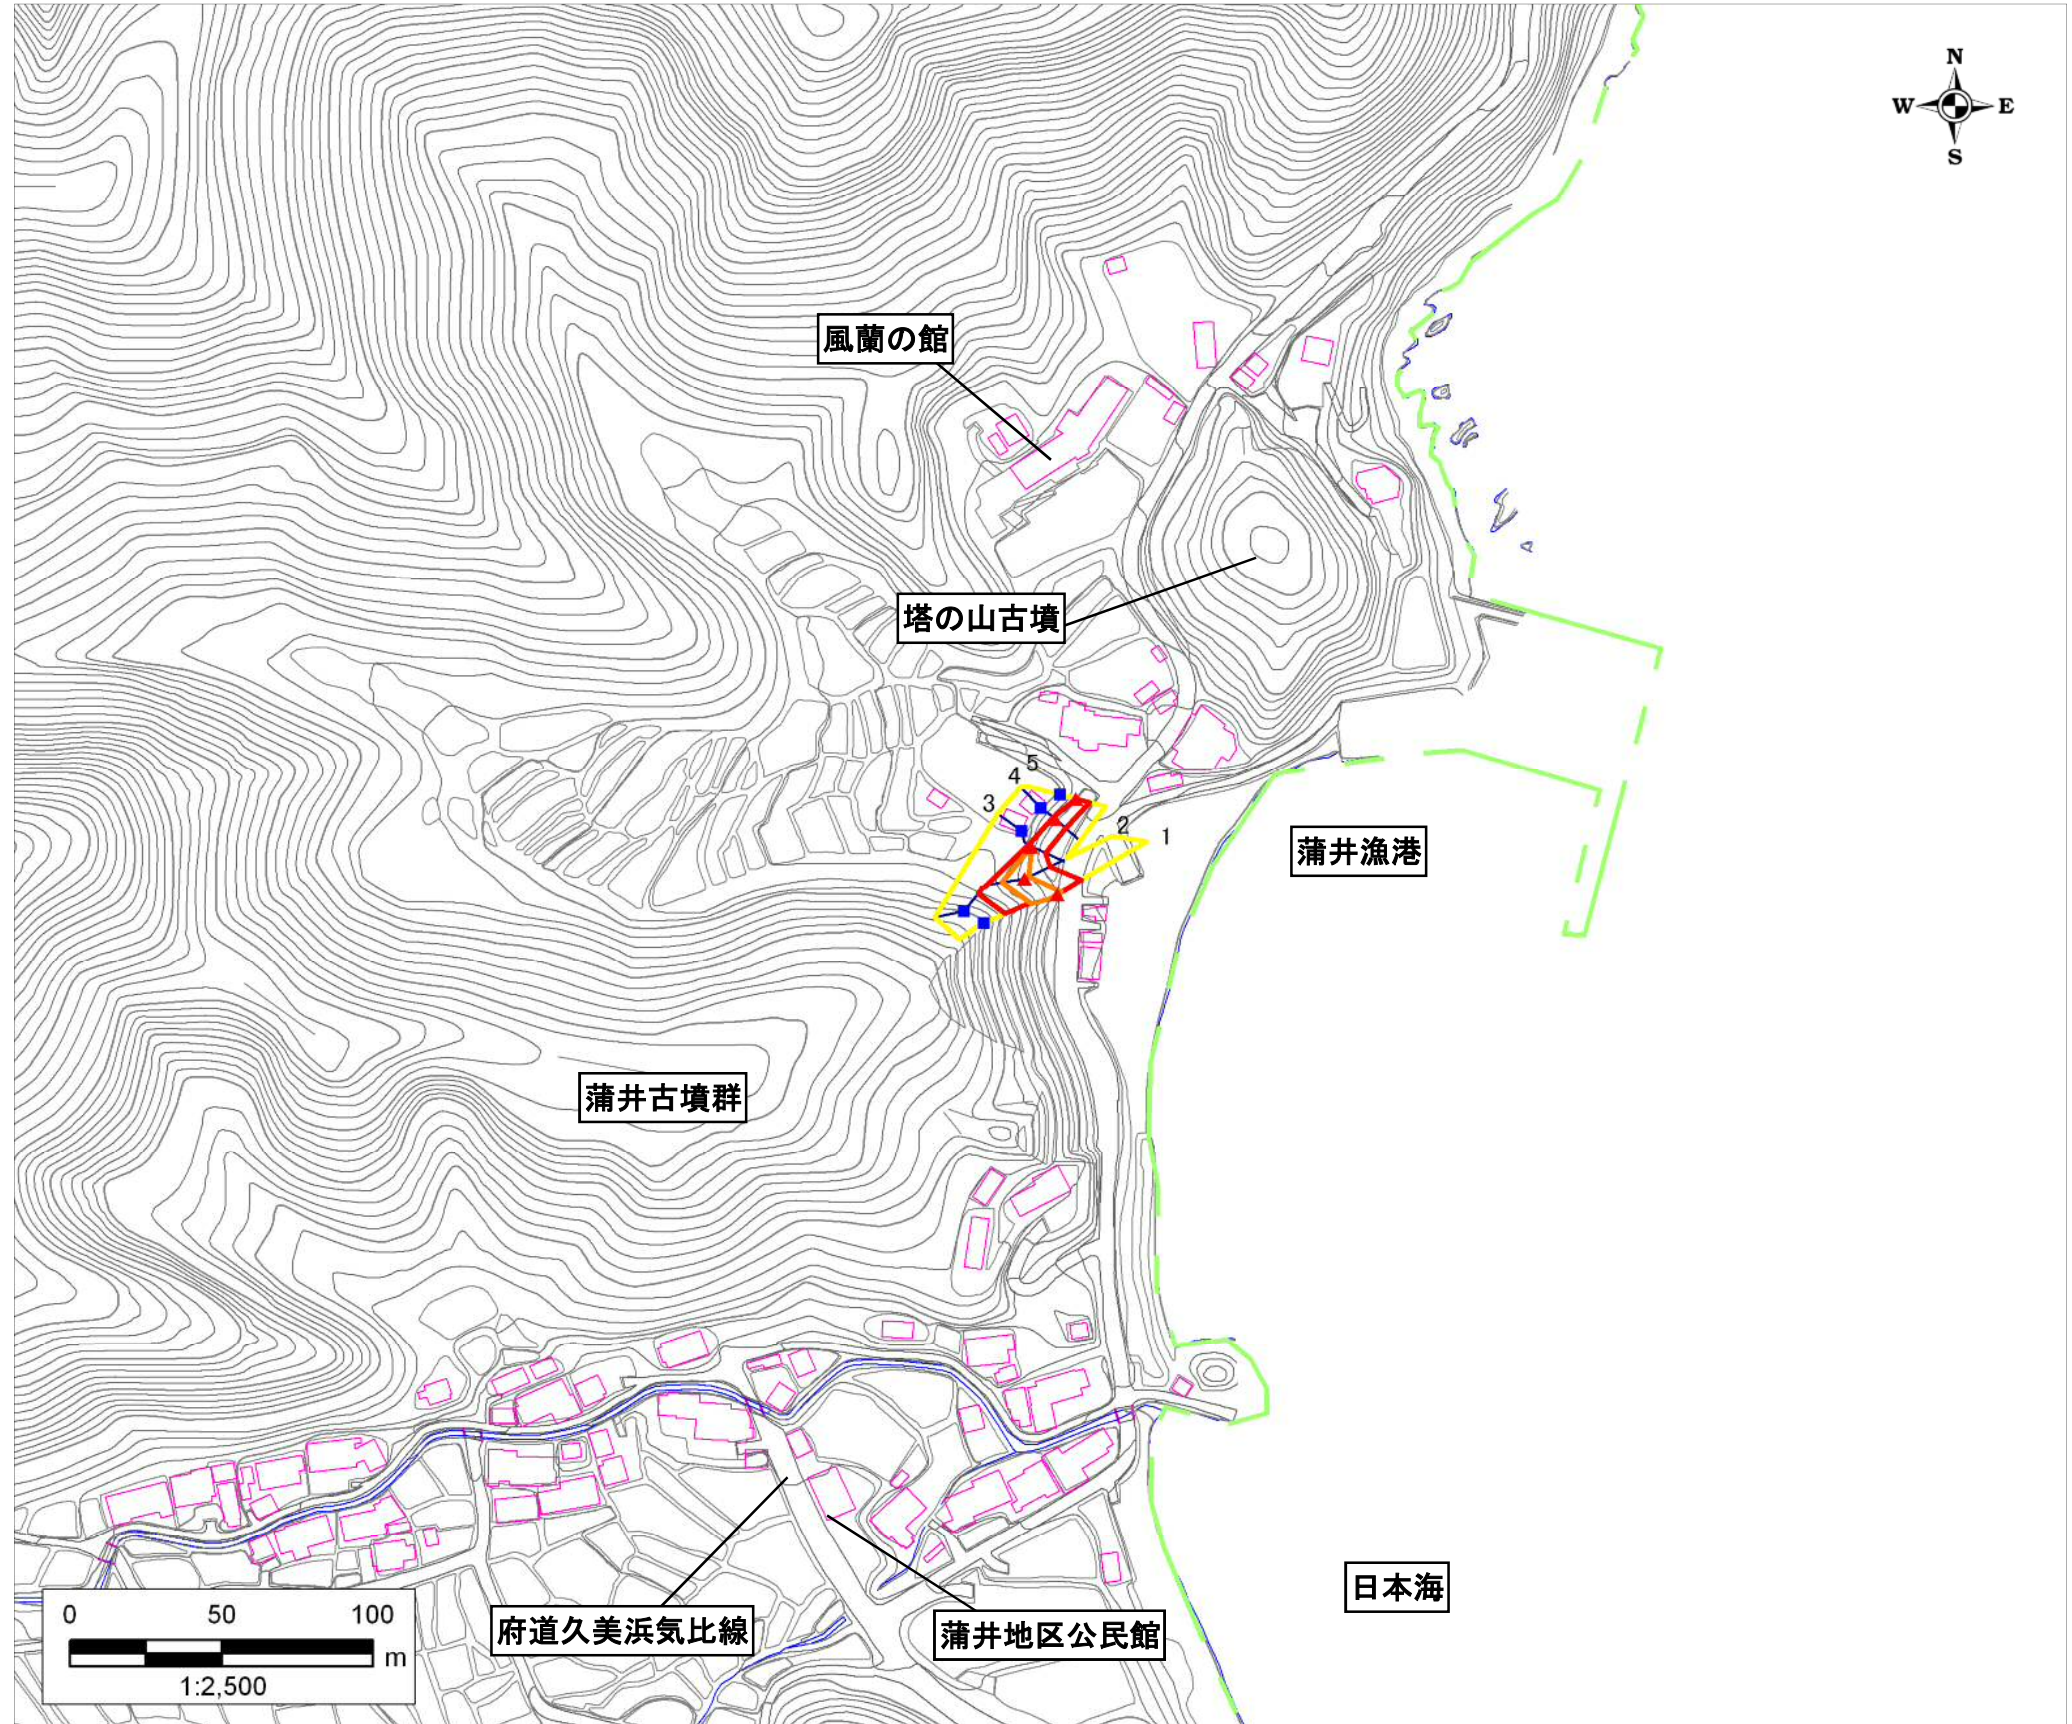 N
W E
S
風蘭の館
塔の山古墳
5
4
3
2
1
蒲井漁港
蒲井古墳群
日本海
府道久美浜気比線
蒲井地区公民館
0 50 100
m
1:2,500